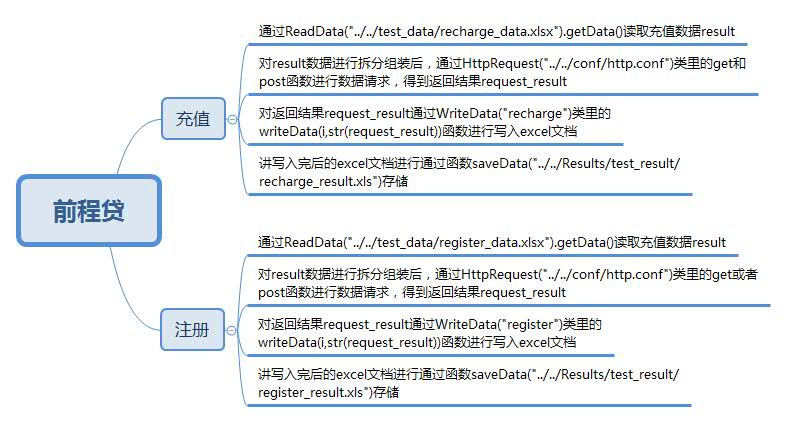 前程贷
充值
通过ReadData("../../test_data/recharge_data.xlsx").getData()读取充值数据result
对result数据进行拆分组装后，通过HttpRequest("../../conf/http.conf")类里的get和
post函数进行数据请求，得到返回结果request_result
对返回结果request_result通过WriteData("recharge")类里的
writeData(i,str(request_result))函数进行写入excel文档
讲写入完后的excel文档进行通过函数saveData("../../Results/test_result/
recharge_result.xls")存储
注册
通过ReadData("../../test_data/register_data.xlsx").getData()读取充值数据result
对result数据进行拆分组装后，通过HttpRequest("../../conf/http.conf")类里的get或者
post函数进行数据请求，得到返回结果request_result
对返回结果request_result通过WriteData("register")类里的
writeData(i,str(request_result))函数进行写入excel文档
讲写入完后的excel文档进行通过函数saveData("../../Results/test_result/
register_result.xls")存储